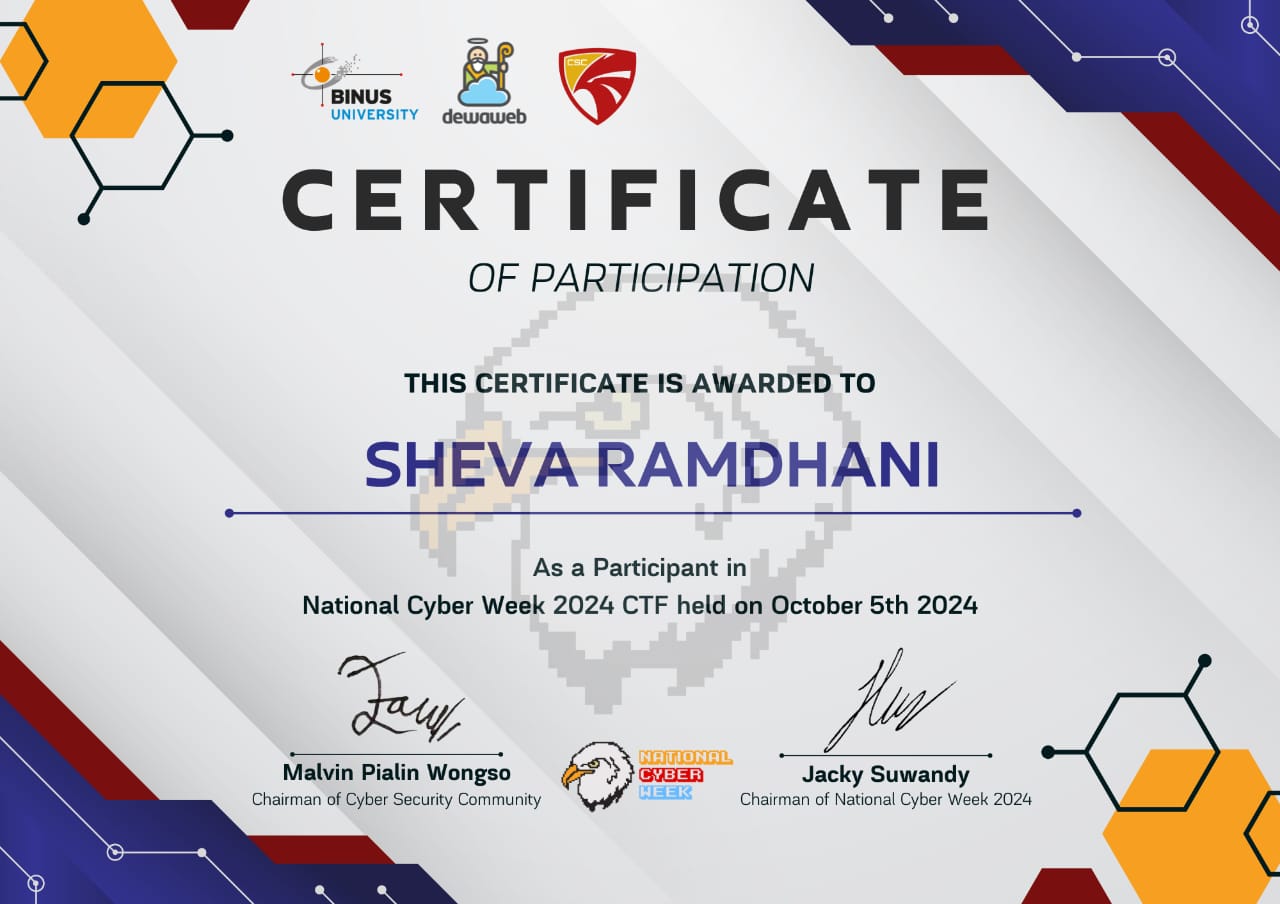 BINUS
UNIVERSITY
dewaweb
CSC
CERTIFICATE
OF PARTICIPATION
THIS CERTIFICATE IS AWARDED TO
SHEVA RAMDHANI
As a Participant in
National Cyber Week 2024 CTF held on October 5th 2024
Malvin Pialin Wongso
Chairman of Cyber Security Community
NATIONAL
CYBER
WEEK
Jacky Suwandy
Chairman of National Cyber Week 2024